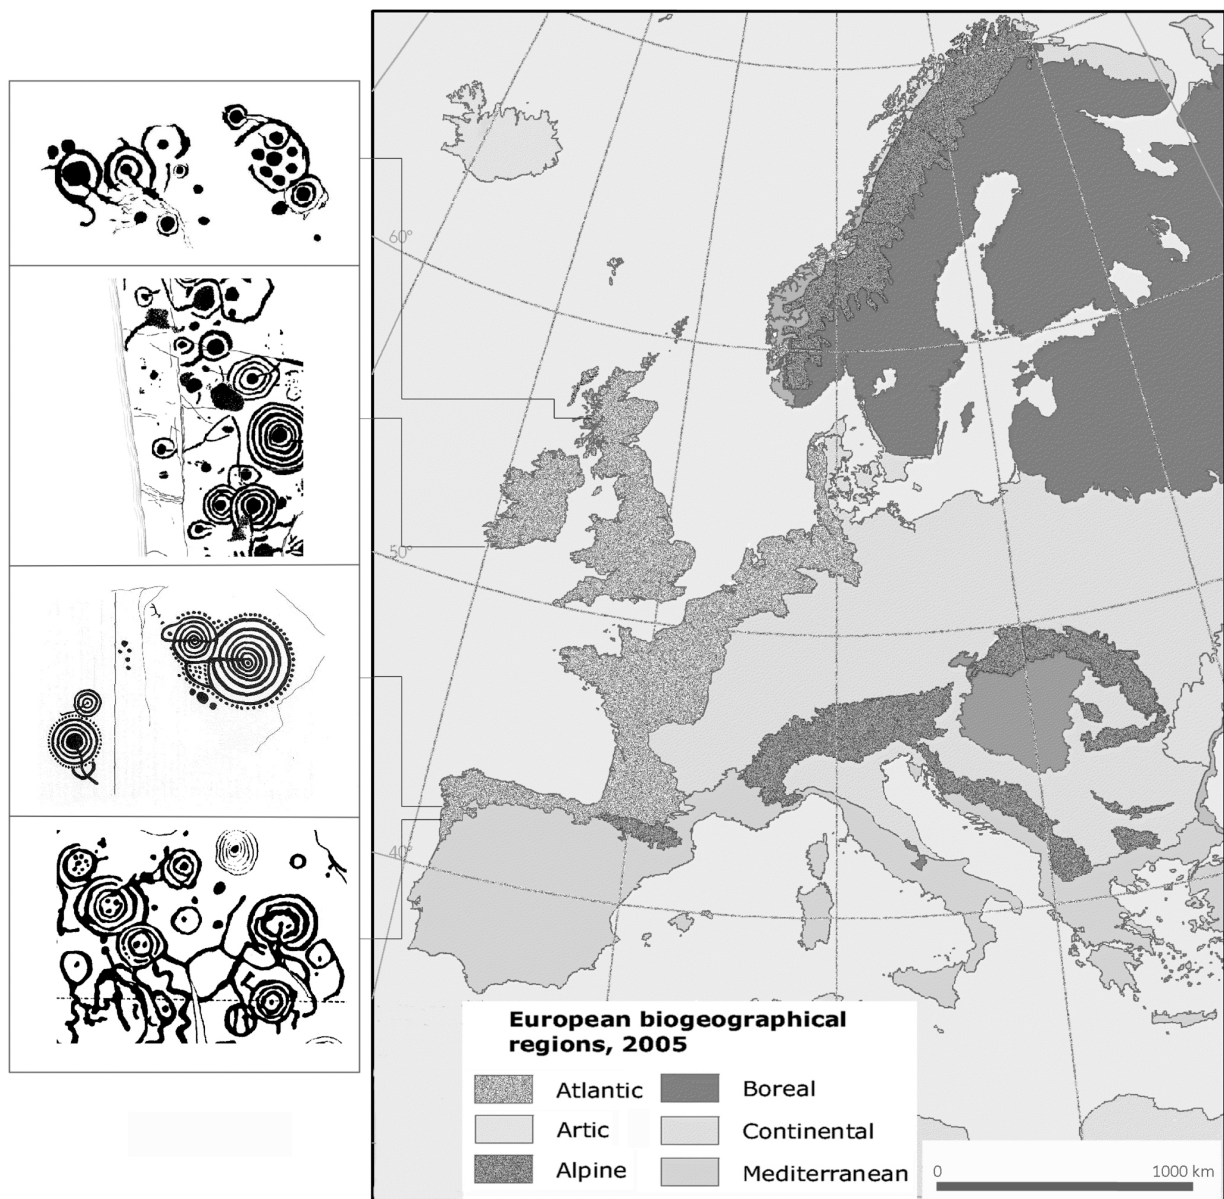 60°
50°
40°
European biogeographical
regions, 2005
Atlantic
Boreal
Artic
Continental
Alpine
Mediterranean
0
1000 km